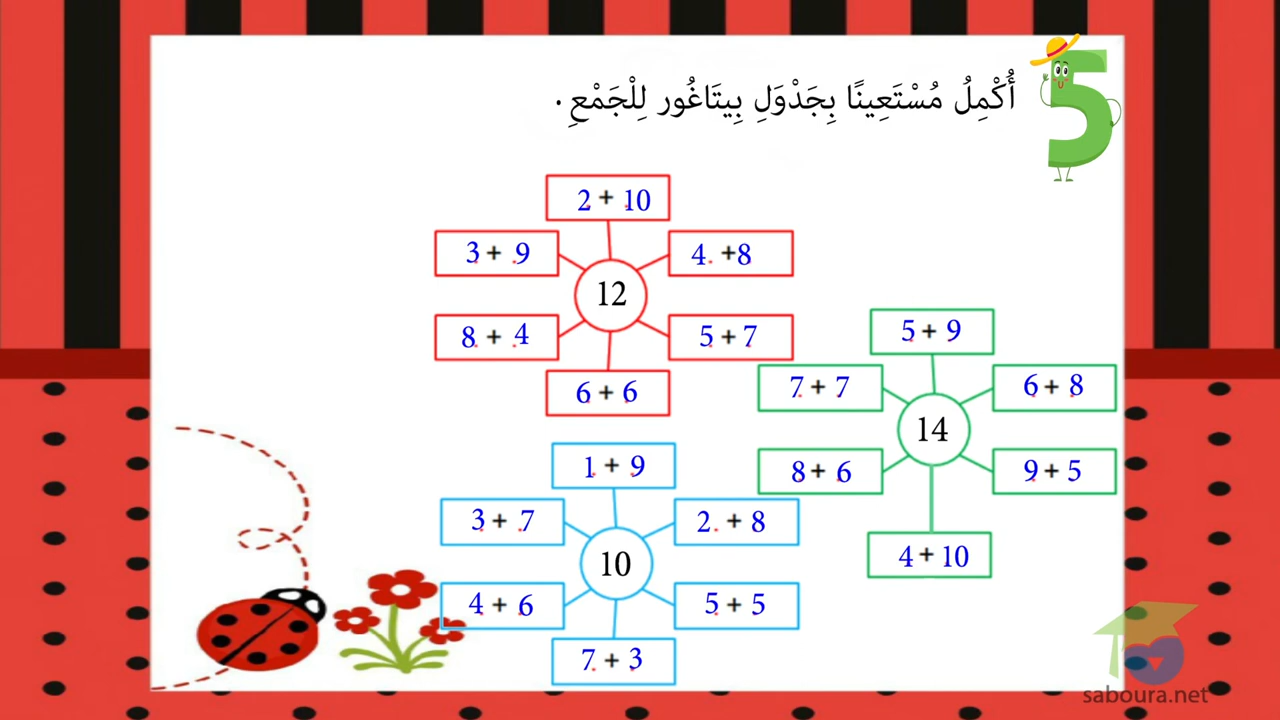 5
أُكْمِلُ مُسْتَعِينًا بِجَدْوَلِ بِيتَاغُور لِلْجَمْعِ .
2 + 10
3 + 9
4 +8
12
8 + 4
5 + 7
6 + 6
5 + 9
7 + 7
6 + 8
14
8 + 6
9 + 5
4 + 10
1 + 9
3 + 7
2 + 8
10
4 + 6
5 + 5
7 + 3
saboura.net